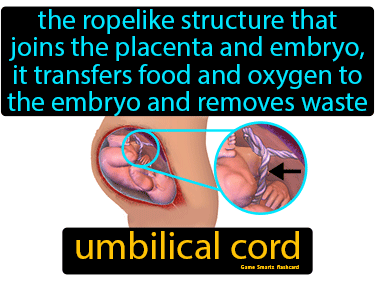 the ropelike structure that
joins the placenta and embryo,
it transfers food and oxygen to
the embryo and removes waste
umbilical cord
Game Smartz flashcard